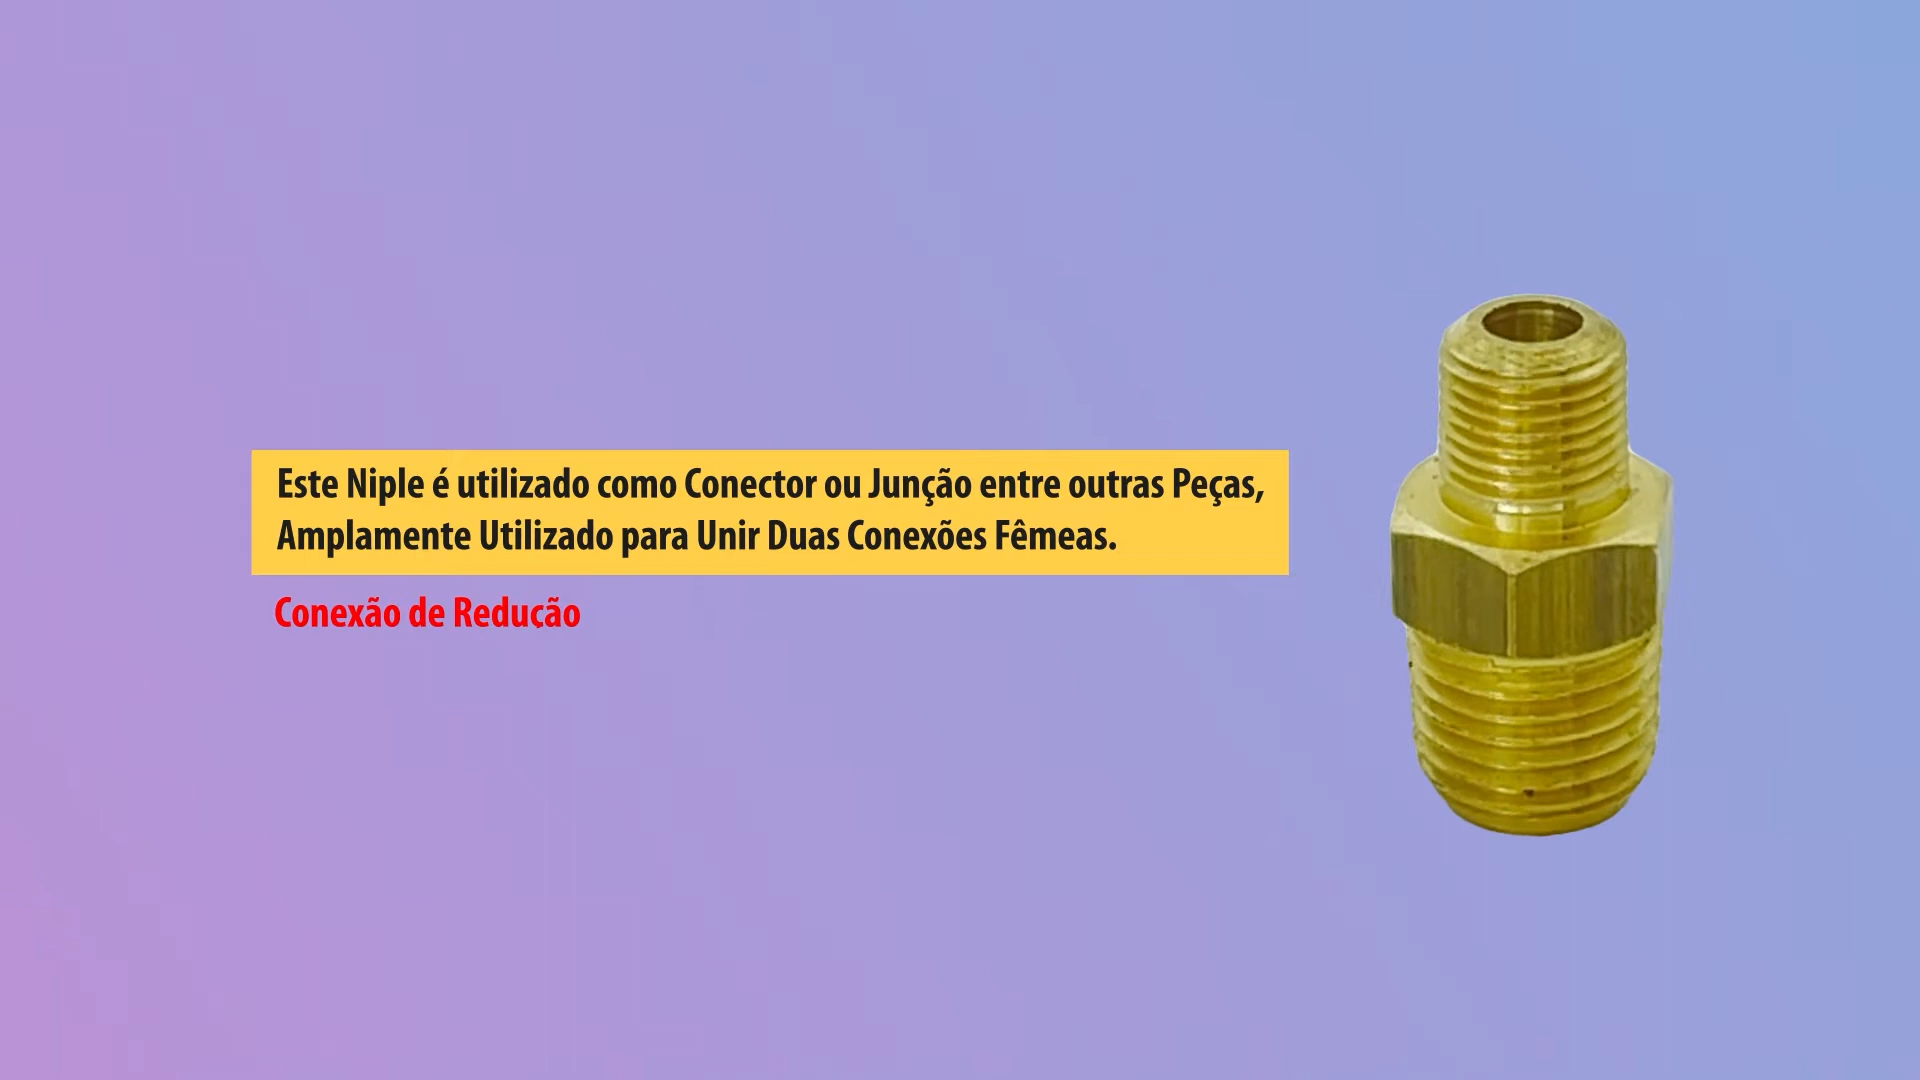 Este Niple é utilizado como Conector ou Junção entre outras Peças,
Amplamente Utilizado para Unir Duas Conexões Fêmeas.
Conexão de Redução